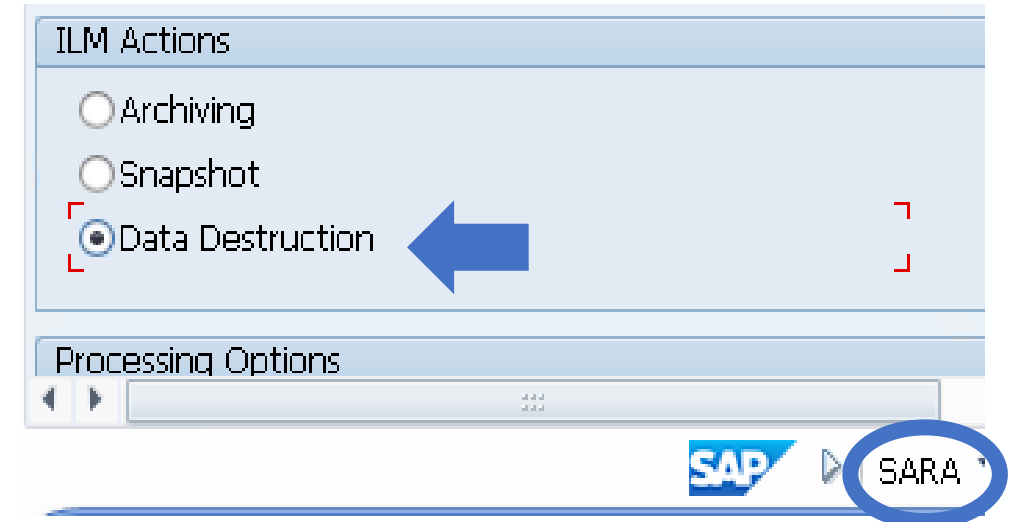 ILM Actions
Archiving
Snapshot
Data Destruction
Processing Options
SAP SARA